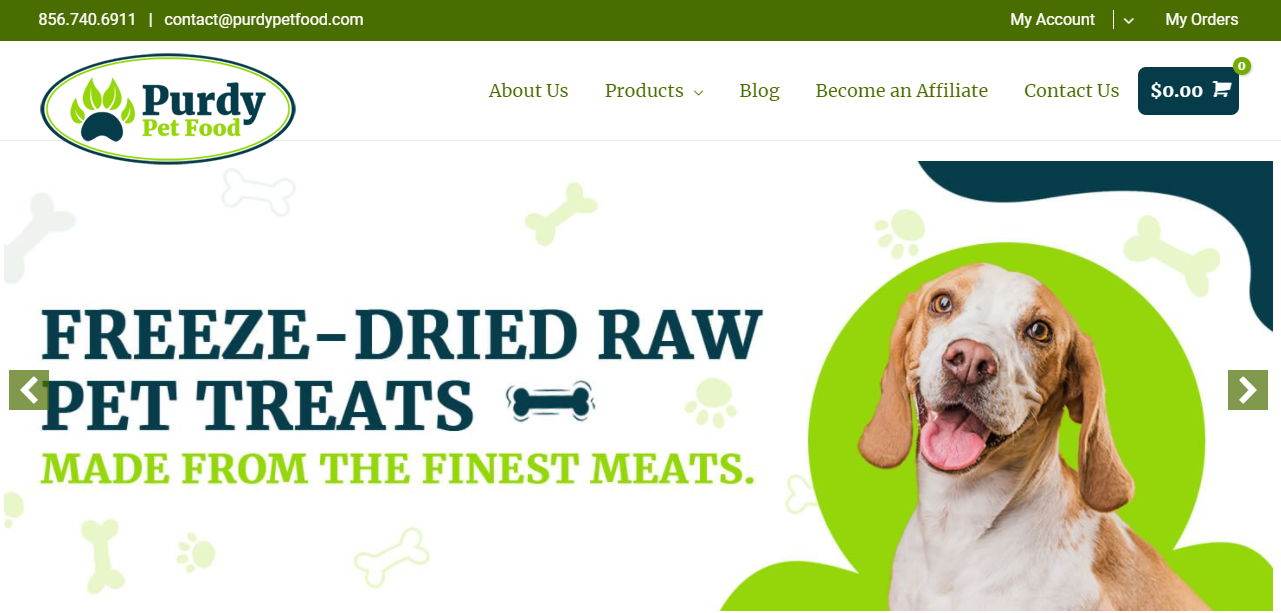 856.740.6911 | contact@purdypetfood.com My Account | My Orders
Purdy
Pet Food
About Us Products Blog Become an Affiliate Contact Us $0.00 0
FREEZE-DRIED RAW
PET TREATS
MADE FROM THE FINEST MEATS.